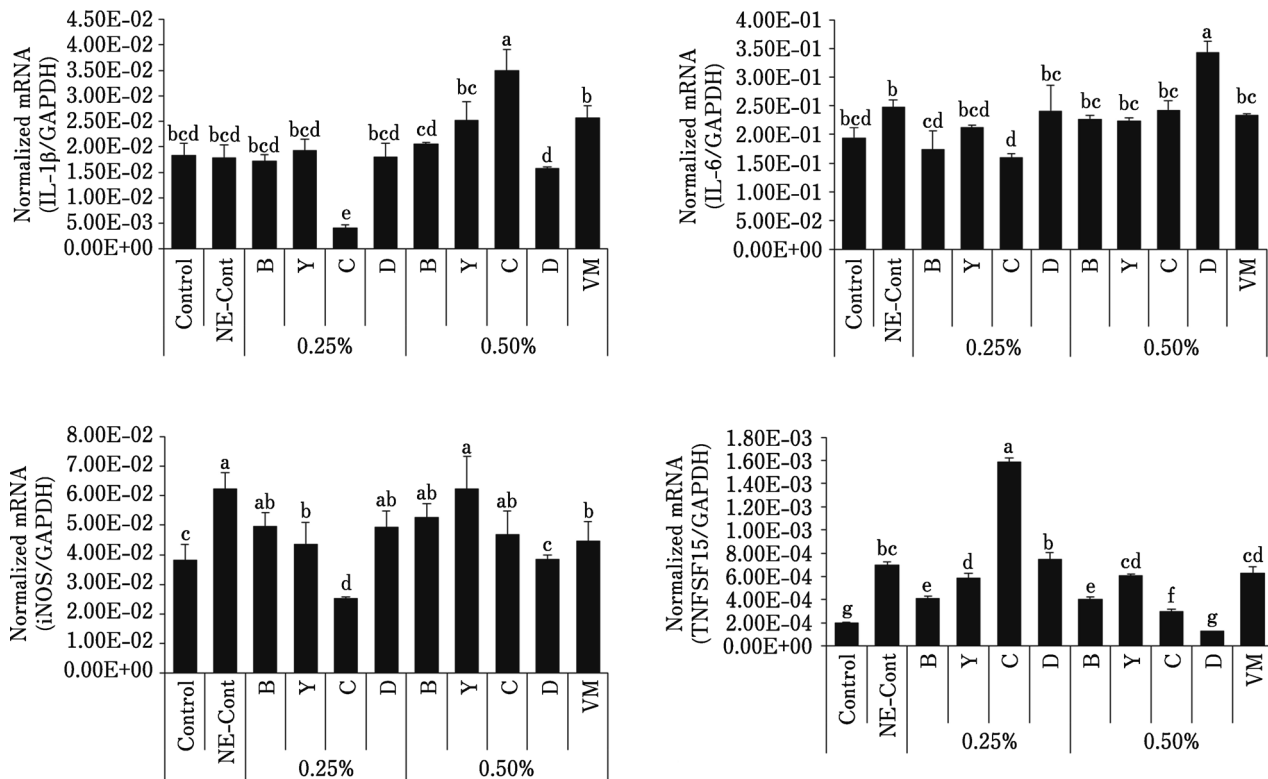 Normalized mRNA
(IL-1β/GAPDH)
4.50E-02
4.00E-02
3.50E-02
3.00E-02
2.50E-02
2.00E-02
1.50E-02
1.00E-02
5.00E-03
0.00E+00
bcd bcd bcd bcd e bcd cd bc a d b
Control NE-Cont B Y C D B Y C D VM
0.25% 0.50%
Normalized mRNA
(IL-6/GAPDH)
4.00E-01
3.50E-01
3.00E-01
2.50E-01
2.00E-01
1.50E-01
1.00E-01
5.00E-02
0.00E+00
bcd b cd bcd d bc bc bc bc a bc
Control NE-Cont B Y C D B Y C D VM
0.25% 0.50%
Normalized mRNA
(iNOS/GAPDH)
8.00E-02
7.00E-02
6.00E-02
5.00E-02
4.00E-02
3.00E-02
2.00E-02
1.00E-02
0.00E+00
c a ab b d ab ab a ab c b
Control NE-Cont B Y C D B Y C D VM
0.25% 0.50%
Normalized mRNA
(TNFSF15/GAPDH)
1.80E-03
1.60E-03
1.40E-03
1.20E-03
1.00E-03
8.00E-04
6.00E-04
4.00E-04
2.00E-04
0.00E+00
g bc e d a b e cd f g cd
Control NE-Cont B Y C D B Y C D VM
0.25% 0.50%